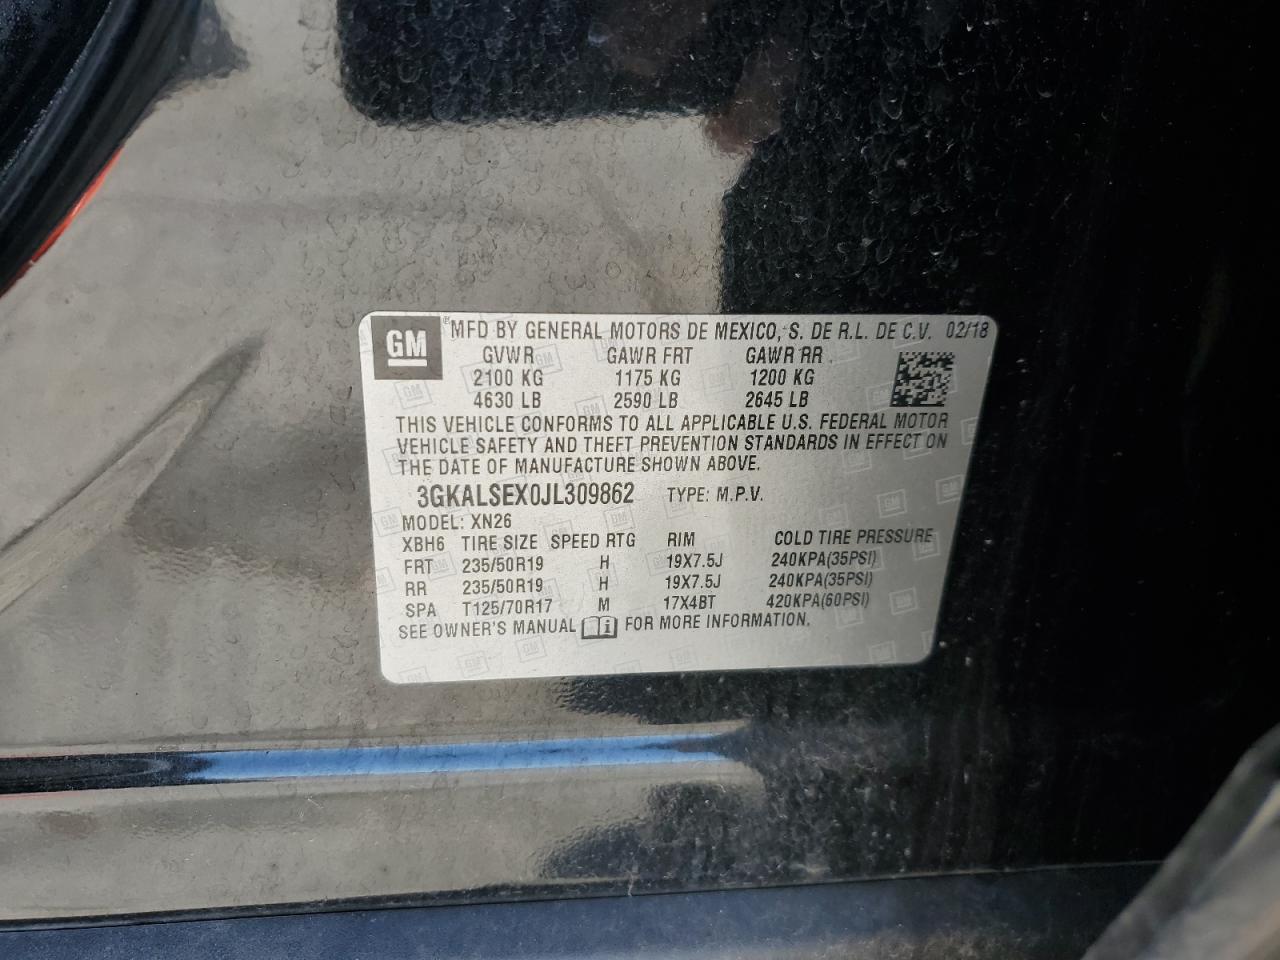 GM ® MFD BY GENERAL MOTORS DE MEXICO, S. DE R.L. DE C.V. 02/18
GVWR GAWR FRT GAWR RR
2100 KG 1175 KG 1200 KG
4630 LB 2590 LB 2645 LB
THIS VEHICLE CONFORMS TO ALL APPLICABLE U.S. FEDERAL MOTOR
VEHICLE SAFETY AND THEFT PREVENTION STANDARDS IN EFFECT ON
THE DATE OF MANUFACTURE SHOWN ABOVE.
3GKALSEX0JL309862 TYPE: M.P.V.
MODEL: XN26
XBH6 TIRE SIZE SPEED RTG RIM COLD TIRE PRESSURE
FRT 235/50R19 H 19X7.5J 240KPA(35PSI)
RR 235/50R19 H 19X7.5J 240KPA(35PSI)
SPA T125/70R17 M 17X4BT 420KPA(60PSI)
SEE OWNER'S MANUAL FOR MORE INFORMATION.